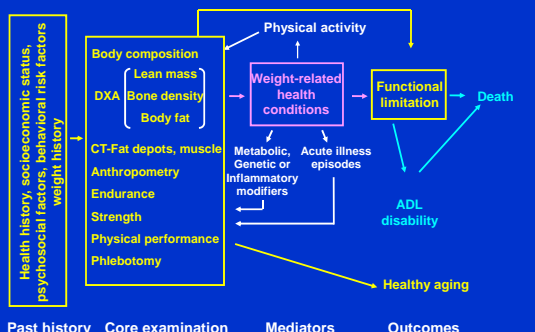 Health history, socioeconomic status,
psychosocial factors, behavioral risk factors
weight history
Body composition
DXA
Lean mass
Bone density
Body fat
CT-Fat depots, muscle
Anthropometry
Endurance
Strength
Physical performance
Phlebotomy
Physical activity
Weight-related
health
conditions
Metabolic,
Genetic or
Inflammatory
modifiers
Acute illness
episodes
Functional
limitation
Death
ADL
disability
Healthy aging
Past history
Core examination
Mediators
Outcomes